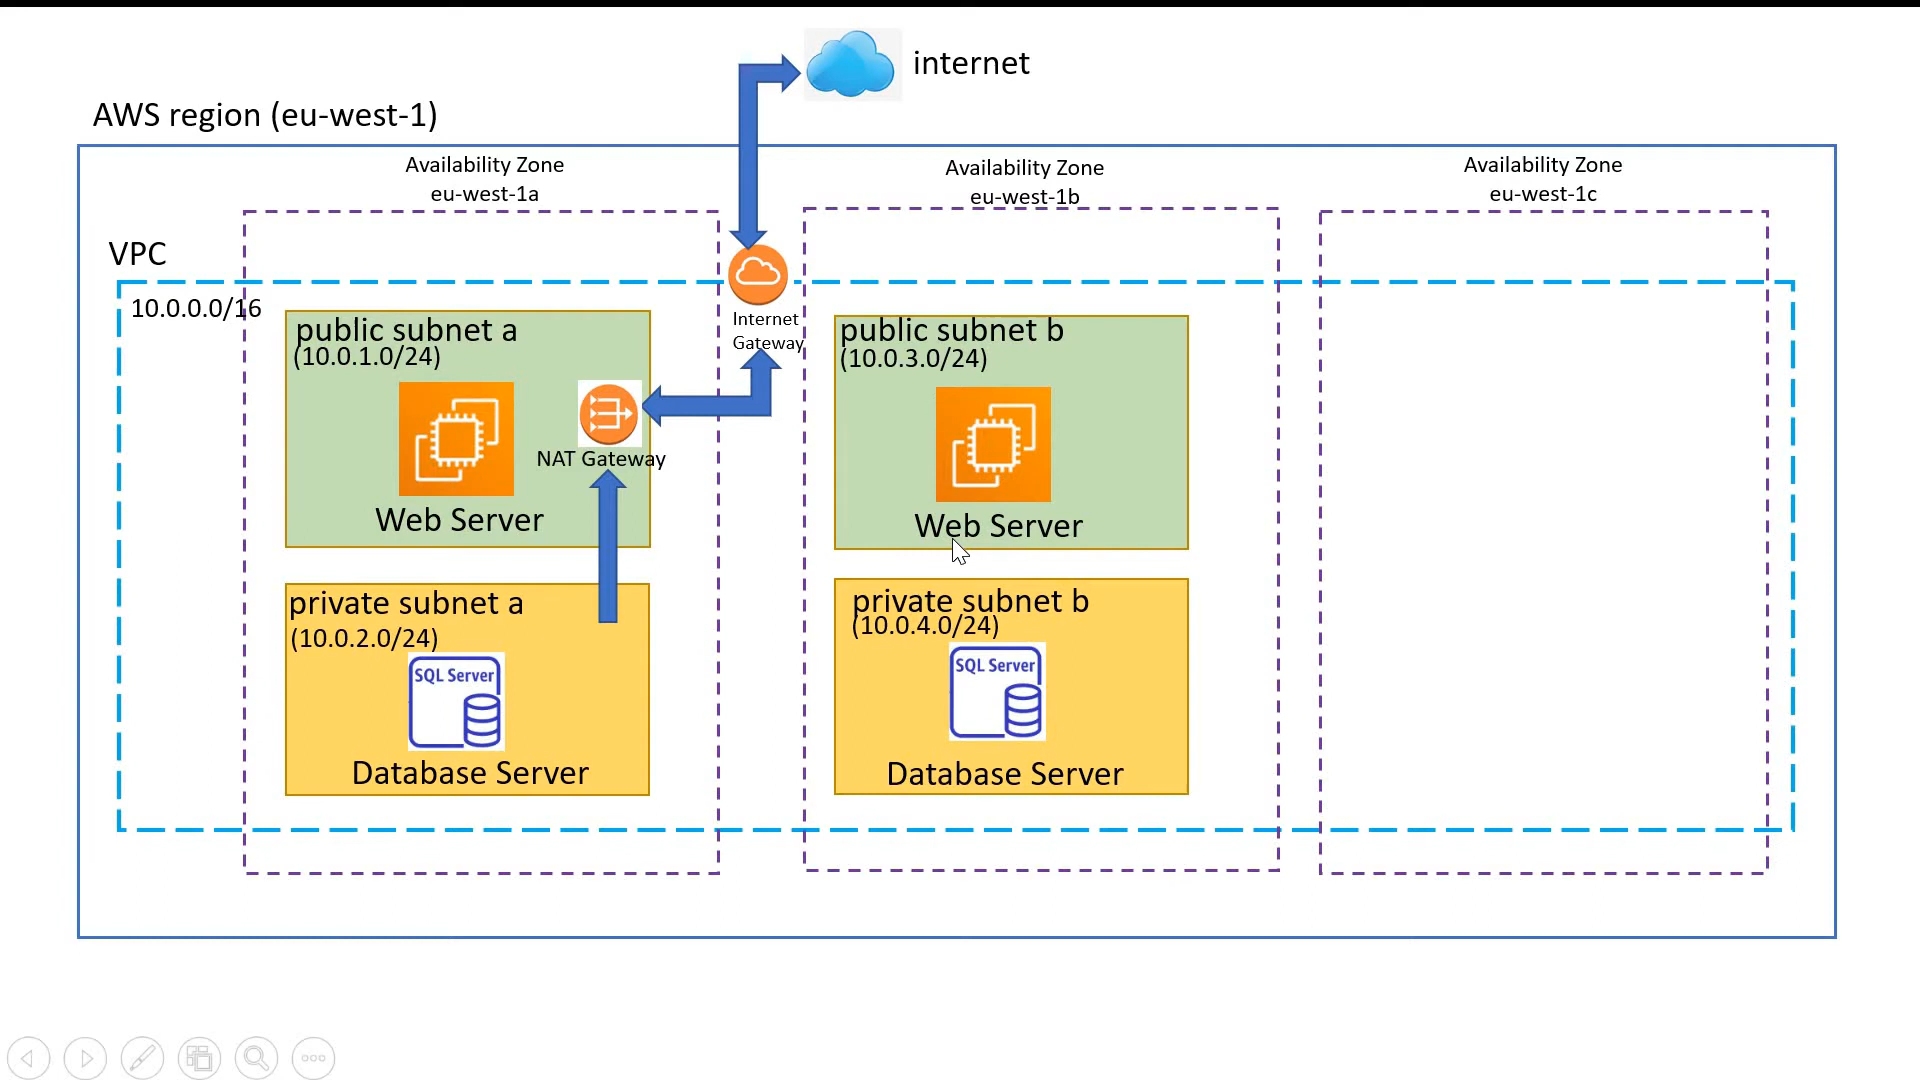 internet
AWS region (eu-west-1)
Availability Zone
eu-west-1a
Availability Zone
eu-west-1b
Availability Zone
eu-west-1c
VPC
10.0.0.0/16
Internet
Gateway
public subnet a
(10.0.1.0/24)
NAT Gateway
Web Server
public subnet b
(10.0.3.0/24)
Web Server
private subnet a
(10.0.2.0/24)
SQL Server
Database Server
private subnet b
(10.0.4.0/24)
SQL Server
Database Server